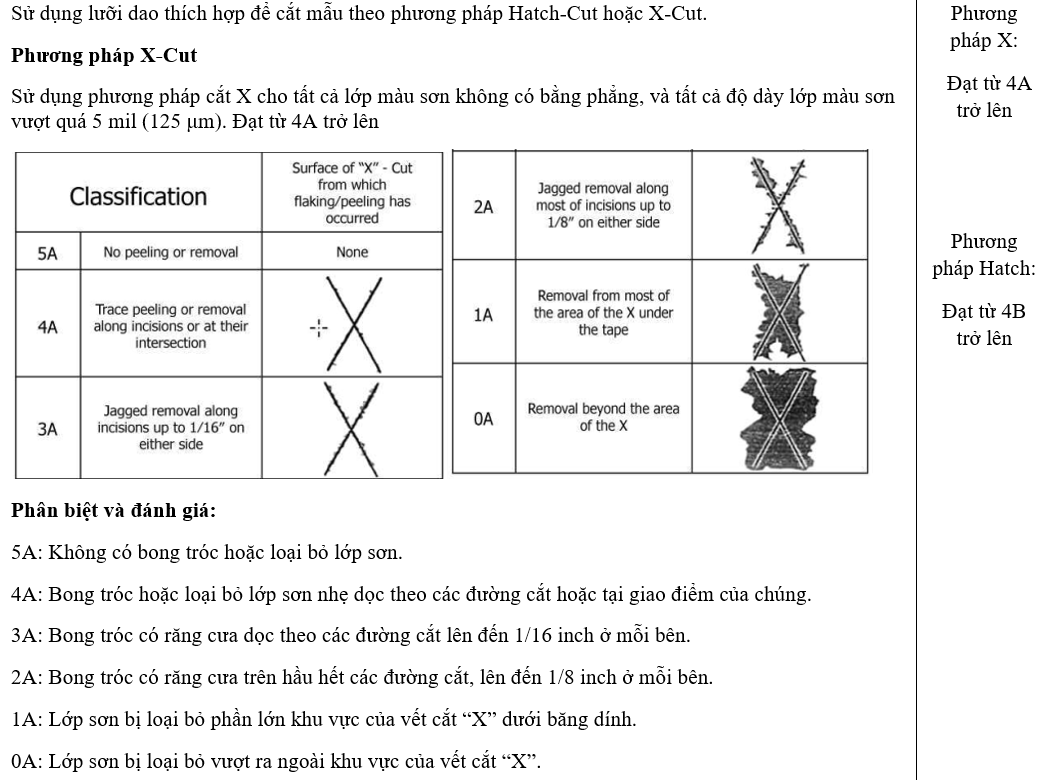 Sử dụng lưỡi dao thích hợp để cắt mẫu theo phương pháp Hatch-Cut hoặc X-Cut.
Phương pháp X-Cut
Sử dụng phương pháp cắt X cho tất cả lớp màu sơn không có bằng phẳng, và tất cả độ dày lớp màu sơn
vượt quá 5 mil (125 µm). Đạt từ 4A trở lên
Classification
Surface of "X" - Cut
from which
flaking/peeling has
occurred
5A
No peeling or removal
None
4A
Trace peeling or removal
along incisions or at their
intersection
3A
Jagged removal along
incisions up to 1/16" on
either side
2A
Jagged removal along
most of incisions up to
1/8" on either side
1A
Removal from most of
the area of the X under
the tape
0A
Removal beyond the area
of the X
Phân biệt và đánh giá:
5A: Không có bong tróc hoặc loại bỏ lớp sơn.
4A: Bong tróc hoặc loại bỏ lớp sơn nhẹ dọc theo các đường cắt hoặc tại giao điểm của chúng.
3A: Bong tróc có răng cưa dọc theo các đường cắt lên đến 1/16 inch ở mỗi bên.
2A: Bong tróc có răng cưa trên hầu hết các đường cắt, lên đến 1/8 inch ở mỗi bên.
1A: Lớp sơn bị loại bỏ phần lớn khu vực của vết cắt “X” dưới băng dính.
0A: Lớp sơn bị loại bỏ vượt ra ngoài khu vực của vết cắt “X”.
Phương
pháp X:
Đạt từ 4A
trở lên
Phương
pháp Hatch:
Đạt từ 4B
trở lên